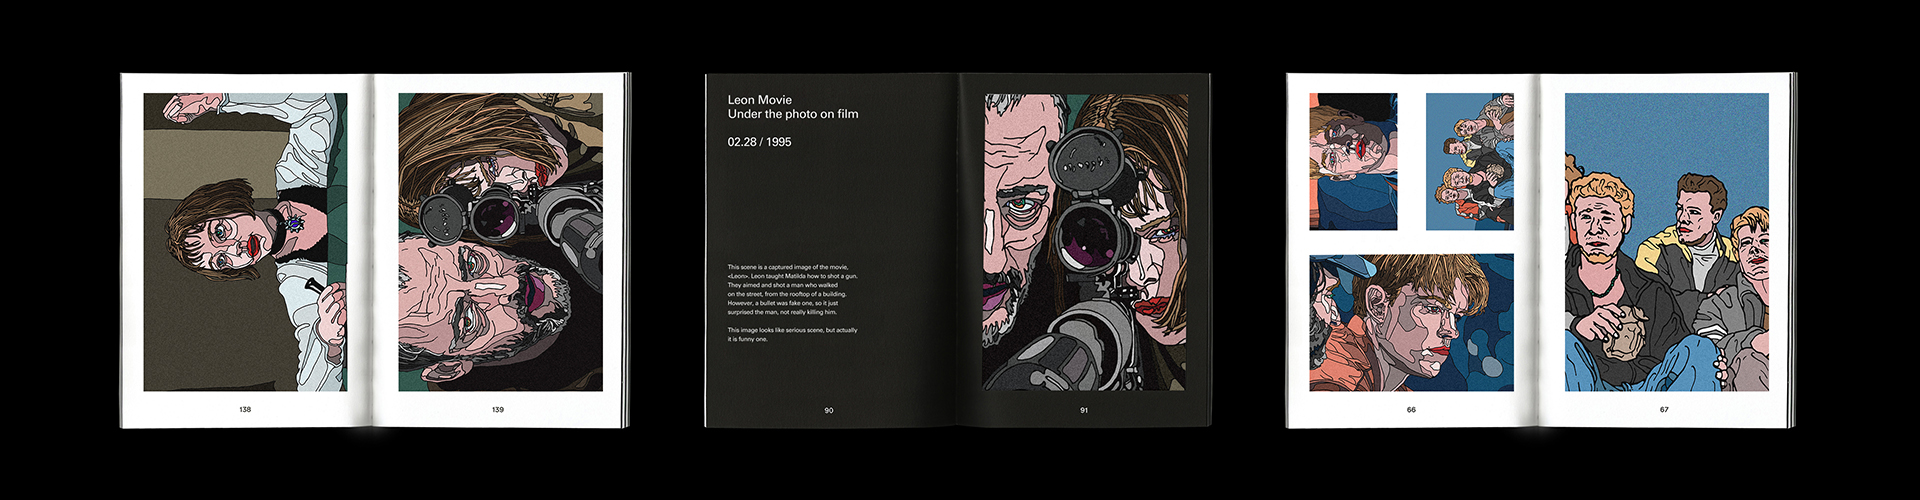 138
139
Leon Movie
Under the photo on film
02.28 / 1995
This scene is a captured image of the movie,
<Leon>. Leon taught Matilda how to shot a gun.
They aimed and shot a man who walked
on the street, from the rooftop of a building.
However, a bullet was fake one, so it just
surprised the man, not really killing him.
This image looks like serious scene, but actually
it is funny one.
90
91
66
67